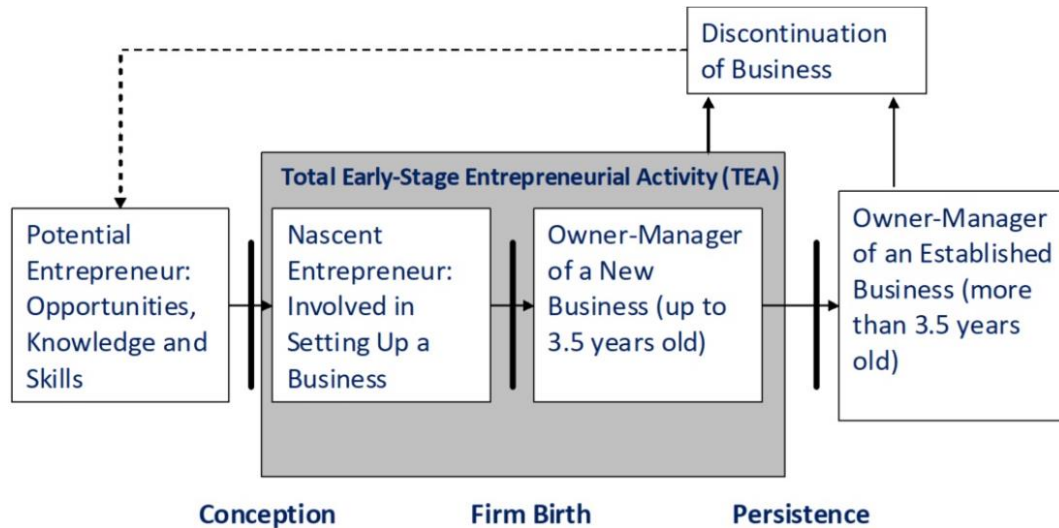 Discontinuation
of Business
Total Early-Stage Entrepreneurial Activity (TEA)
Potential
Entrepreneur:
Opportunities,
Knowledge and
Skills
Nascent
Entrepreneur:
Involved in
Setting Up a
Business
Owner-Manager
of a New
Business (up to
3.5 years old)
Owner-Manager
of an Established
Business (more
than 3.5 years
old)
Conception
Firm Birth
Persistence